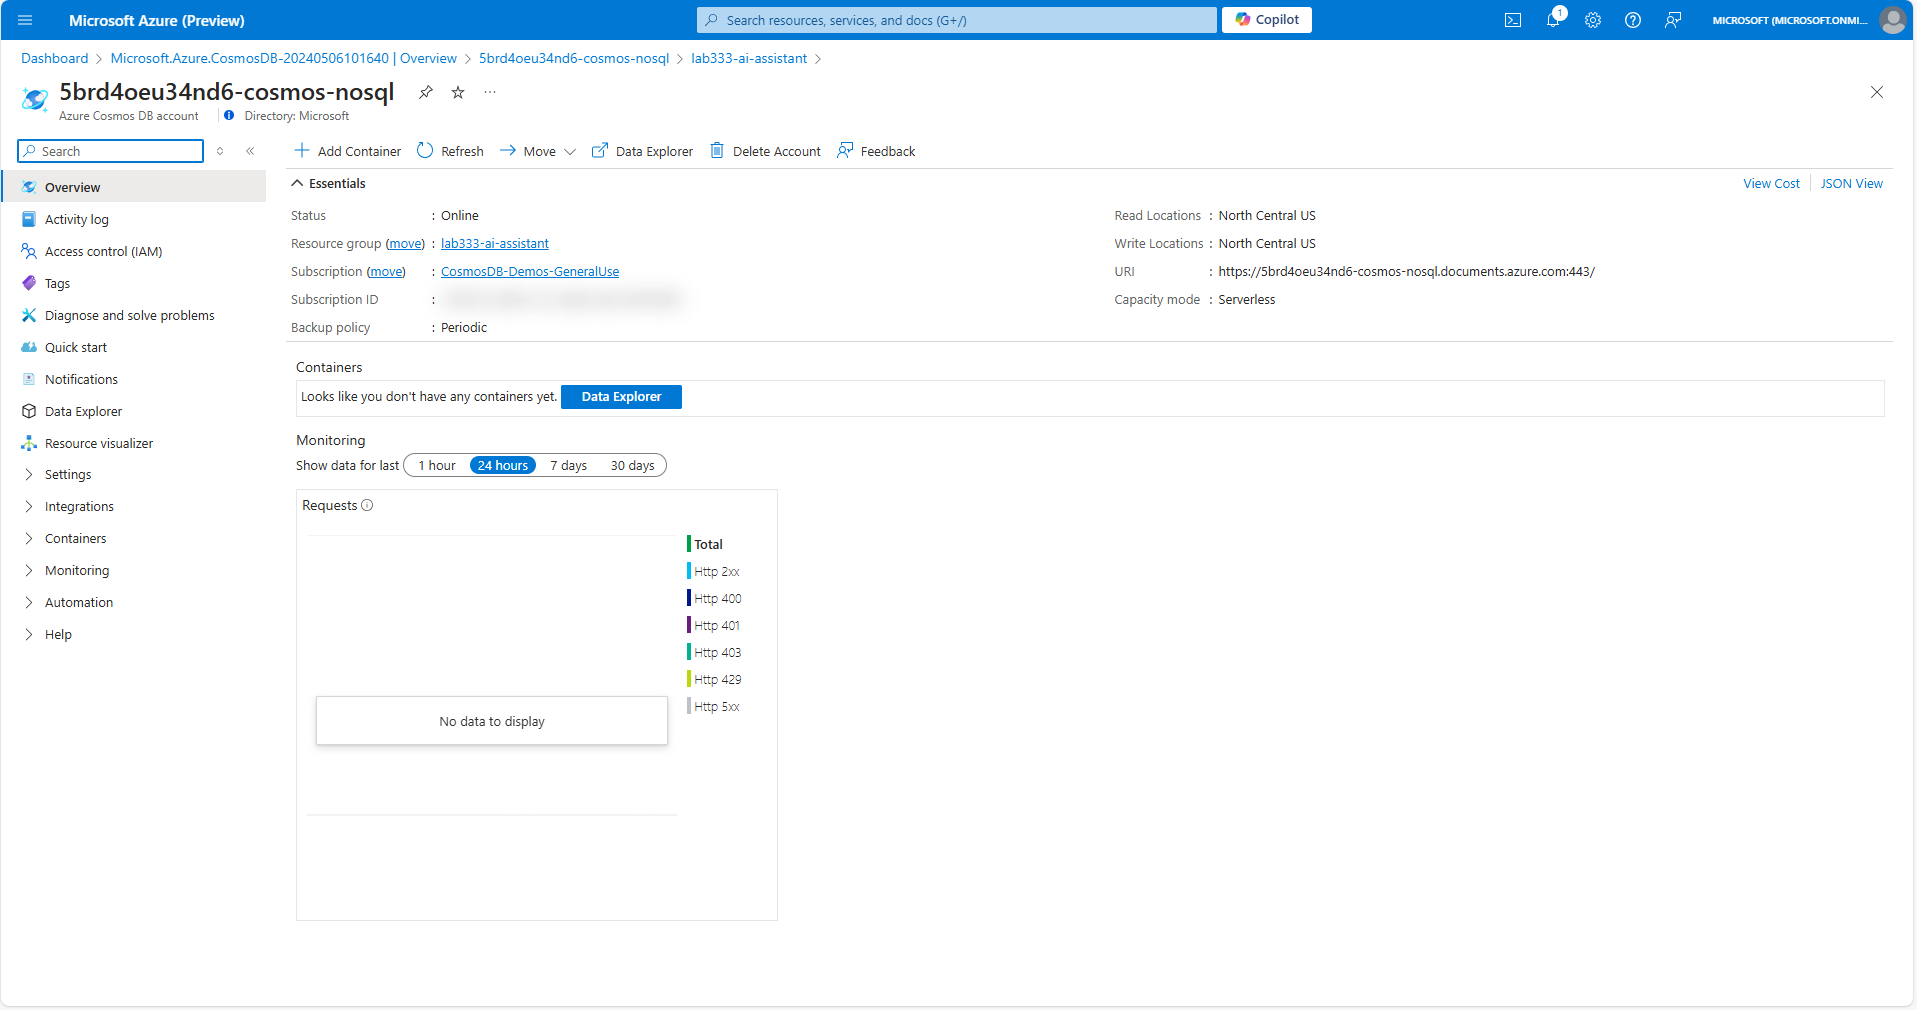 Microsoft Azure (Preview)
Search resources, services, and docs (G+/)
Copilot
1
MICROSOFT (MICROSOFT.ONMI...
Dashboard > Microsoft.Azure.CosmosDB-20240506101640 | Overview > 5brd4oeu34nd6-cosmos-nosql > lab333-ai-assistant >
5brd4oeu34nd6-cosmos-nosql
Azure Cosmos DB account
Directory: Microsoft
Search
Overview
Activity log
Access control (IAM)
Tags
Diagnose and solve problems
Quick start
Notifications
Data Explorer
Resource visualizer
Settings
Integrations
Containers
Monitoring
Automation
Help
Add Container
Refresh
Move
Data Explorer
Delete Account
Feedback
Essentials
View Cost
JSON View
Status : Online
Resource group (move) : lab333-ai-assistant
Subscription (move) : CosmosDB-Demos-GeneralUse
Subscription ID :
Backup policy : Periodic
Read Locations : North Central US
Write Locations : North Central US
URI : https://5brd4oeu34nd6-cosmos-nosql.documents.azure.com:443/
Capacity mode : Serverless
Containers
Looks like you don't have any containers yet. Data Explorer
Monitoring
Show data for last 1 hour 24 hours 7 days 30 days
Requests
Total
Http 2xx
Http 400
Http 401
Http 403
Http 429
Http 5xx
No data to display